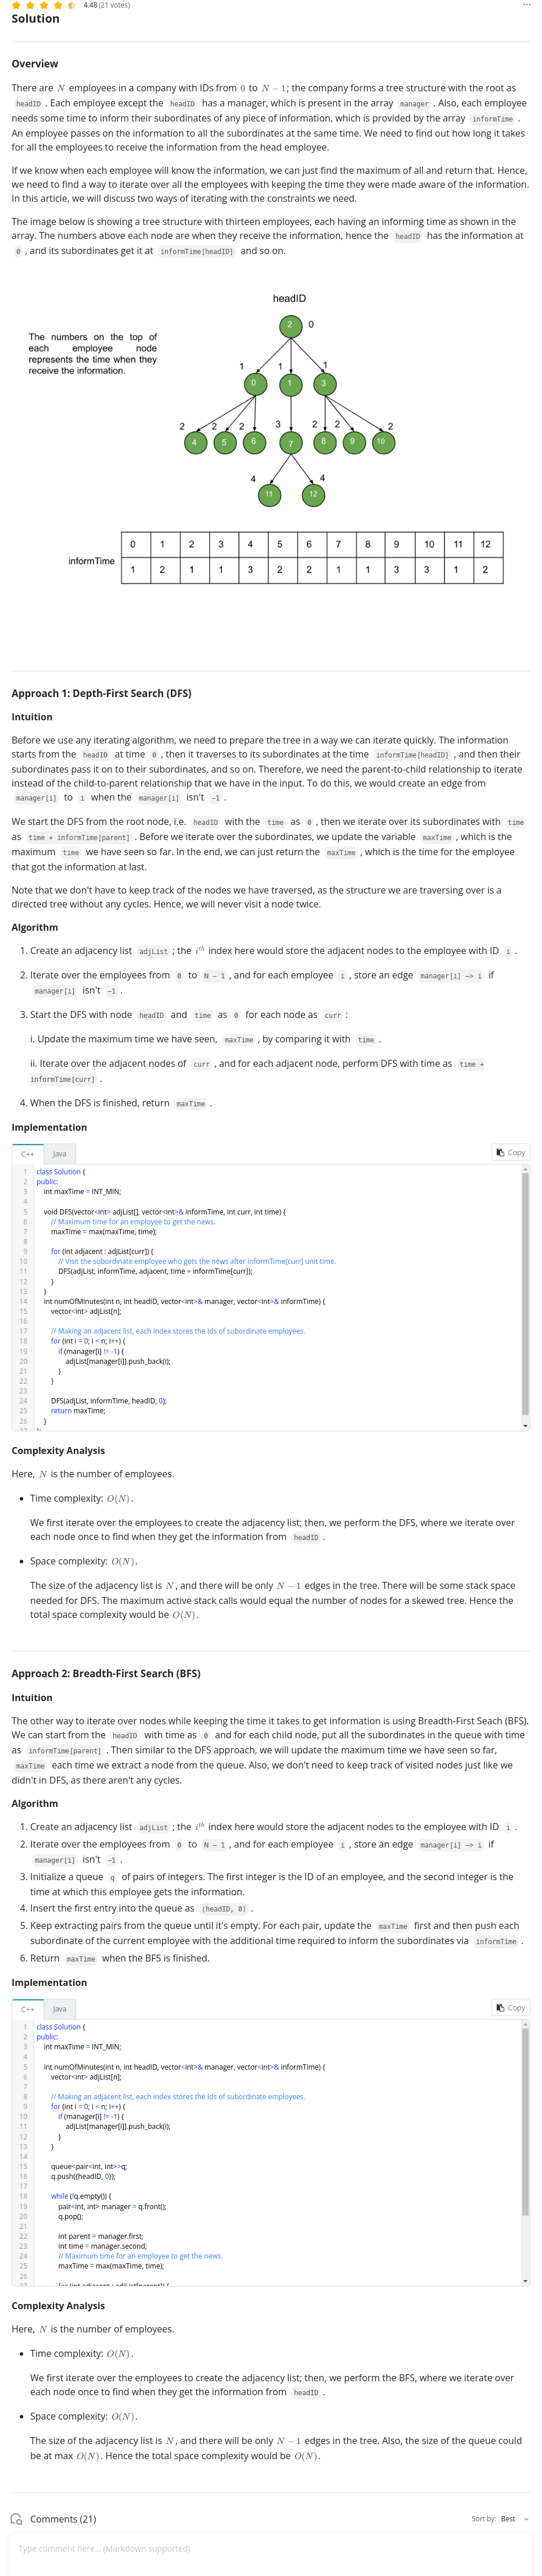 4.48 (21 votes)
Solution
Overview
There are N employees in a company with IDs from 0 to N − 1; the company forms a tree structure with the root as
headID . Each employee except the headID has a manager, which is present in the array manager . Also, each employee
needs some time to inform their subordinates of any piece of information, which is provided by the array informTime .
An employee passes on the information to all the subordinates at the same time. We need to find out how long it takes
for all the employees to receive the information from the head employee.
If we know when each employee will know the information, we can just find the maximum of all and return that. Hence,
we need to find a way to iterate over all the employees with keeping the time they were made aware of the information.
In this article, we will discuss two ways of iterating with the constraints we need.
The image below is showing a tree structure with thirteen employees, each having an informing time as shown in the
array. The numbers above each node are when they receive the information, hence the headID has the information at
0 , and its subordinates get it at informTime[headID] and so on.
headID
The numbers on the top of
each employee node
represents the time when they
receive the information.
2 0
1 1 1
0 1 3
2 2 2 3 2 2 2
4 5 6 7 8 9 10
4 4
11 12
0 1 2 3 4 5 6 7 8 9 10 11 12
informTime
1 2 1 1 3 2 2 1 1 3 3 1 2
Approach 1: Depth-First Search (DFS)
Intuition
Before we use any iterating algorithm, we need to prepare the tree in a way we can iterate quickly. The information
starts from the headID at time 0 , then it traverses to its subordinates at the time informTime[headID] , and then their
subordinates pass it on to their subordinates, and so on. Therefore, we need the parent-to-child relationship to iterate
instead of the child-to-parent relationship that we have in the input. To do this, we would create an edge from
manager[i] to i when the manager[i] isn't -1 .
We start the DFS from the root node, i.e. headID with the time as 0 , then we iterate over its subordinates with time
as time + informTime[parent] . Before we iterate over the subordinates, we update the variable maxTime , which is the
maximum time we have seen so far. In the end, we can just return the maxTime , which is the time for the employee
that got the information at last.
Note that we don't have to keep track of the nodes we have traversed, as the structure we are traversing over is a
directed tree without any cycles. Hence, we will never visit a node twice.
Algorithm
1. Create an adjacency list adjList ; the i^th index here would store the adjacent nodes to the employee with ID i .
2. Iterate over the employees from 0 to N - 1 , and for each employee i , store an edge manager[i] -> i if
manager[i] isn't -1 .
3. Start the DFS with node headID and time as 0 for each node as curr :
i. Update the maximum time we have seen, maxTime , by comparing it with time .
ii. Iterate over the adjacent nodes of curr , and for each adjacent node, perform DFS with time as time +
informTime[curr] .
4. When the DFS is finished, return maxTime .
Implementation
C++ Java Copy
1 class Solution {
2 public:
3 int maxTime = INT_MIN;
4
5 void DFS(vector<int> adjList[], vector<int>& informTime, int curr, int time) {
6 // Maximum time for an employee to get the news.
7 maxTime = max(maxTime, time);
8
9 for (int adjacent : adjList[curr]) {
10 // Visit the subordinate employee who gets the news after informTime[curr] unit time.
11 DFS(adjList, informTime, adjacent, time + informTime[curr]);
12 }
13 }
14 int numOfMinutes(int n, int headID, vector<int>& manager, vector<int>& informTime) {
15 vector<int> adjList[n];
16
17 // Making an adjacent list, each index stores the Ids of subordinate employees.
18 for (int i = 0; i < n; i++) {
19 if (manager[i] != -1) {
20 adjList[manager[i]].push_back(i);
21 }
22 }
23
24 DFS(adjList, informTime, headID, 0);
25 return maxTime;
26 }
27 };
Complexity Analysis
Here, N is the number of employees.
• Time complexity: O(N).
We first iterate over the employees to create the adjacency list; then, we perform the DFS, where we iterate over
each node once to find when they get the information from headID .
• Space complexity: O(N).
The size of the adjacency list is N, and there will be only N − 1 edges in the tree. There will be some stack space
needed for DFS. The maximum active stack calls would equal the number of nodes for a skewed tree. Hence the
total space complexity would be O(N).
Approach 2: Breadth-First Search (BFS)
Intuition
The other way to iterate over nodes while keeping the time it takes to get information is using Breadth-First Seach (BFS).
We can start from the headID with time as 0 and for each child node, put all the subordinates in the queue with time
as informTime[parent] . Then similar to the DFS approach, we will update the maximum time we have seen so far,
maxTime each time we extract a node from the queue. Also, we don't need to keep track of visited nodes just like we
didn't in DFS, as there aren't any cycles.
Algorithm
1. Create an adjacency list adjList ; the i^th index here would store the adjacent nodes to the employee with ID i .
2. Iterate over the employees from 0 to N - 1 , and for each employee i , store an edge manager[i] -> i if
manager[i] isn't -1 .
3. Initialize a queue q of pairs of integers. The first integer is the ID of an employee, and the second integer is the
time at which this employee gets the information.
4. Insert the first entry into the queue as (headID, 0) .
5. Keep extracting pairs from the queue until it's empty. For each pair, update the maxTime first and then push each
subordinate of the current employee with the additional time required to inform the subordinates via informTime .
6. Return maxTime when the BFS is finished.
Implementation
C++ Java Copy
1 class Solution {
2 public:
3 int maxTime = INT_MIN;
4
5 int numOfMinutes(int n, int headID, vector<int>& manager, vector<int>& informTime) {
6 vector<int> adjList[n];
7
8 // Making an adjacent list, each index stores the Ids of subordinate employees.
9 for (int i = 0; i < n; i++) {
10 if (manager[i] != -1) {
11 adjList[manager[i]].push_back(i);
12 }
13 }
14
15 queue<pair<int, int>>q;
16 q.push({headID, 0});
17
18 while (!q.empty()) {
19 pair<int, int> manager = q.front();
20 q.pop();
21
22 int parent = manager.first;
23 int time = manager.second;
24 // Maximum time for an employee to get the news.
25 maxTime = max(maxTime, time);
26
27 for (int adjacent : adjList[parent]) {
Complexity Analysis
Here, N is the number of employees.
• Time complexity: O(N).
We first iterate over the employees to create the adjacency list; then, we perform the BFS, where we iterate over
each node once to find when they get the information from headID .
• Space complexity: O(N).
The size of the adjacency list is N, and there will be only N − 1 edges in the tree. Also, the size of the queue could
be at max O(N). Hence the total space complexity would be O(N).
Comments (21)
Sort by: Best
Type comment here... (Markdown supported)